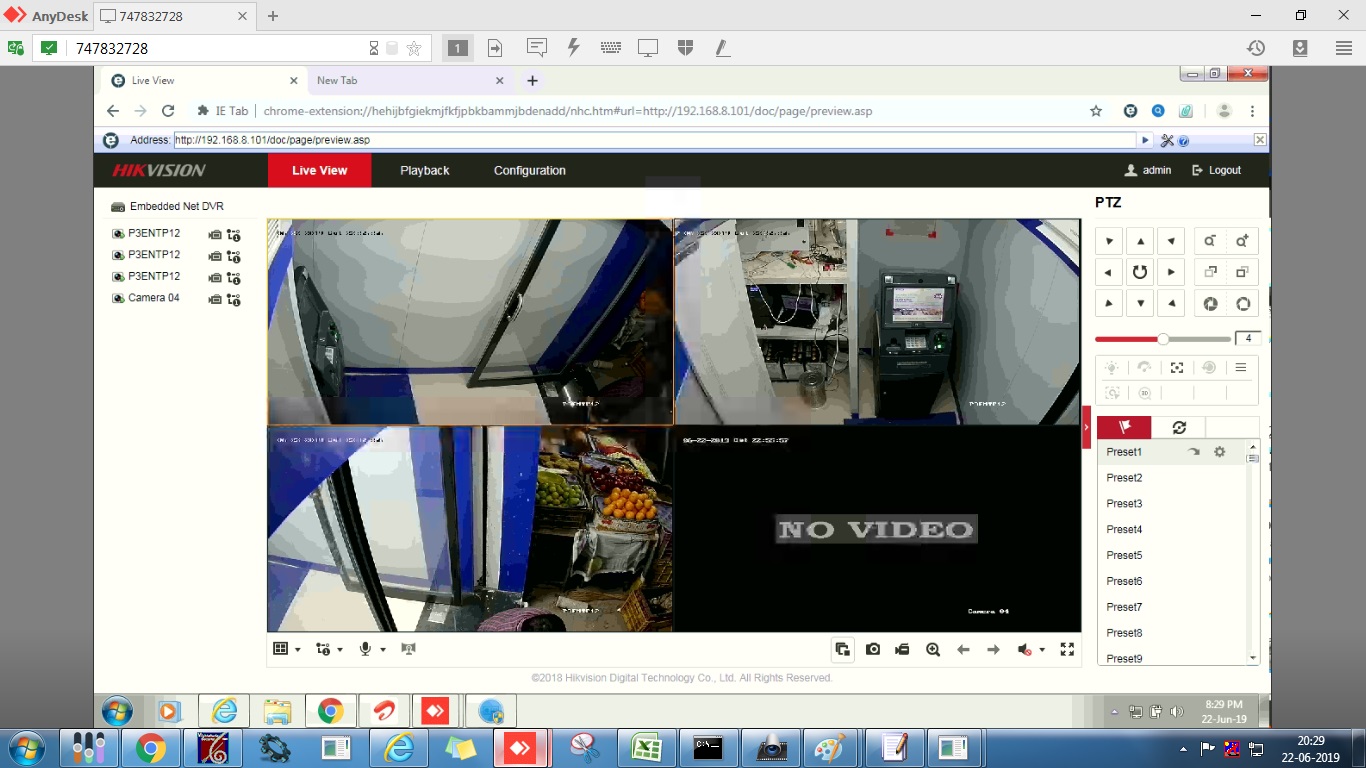 AnyDesk
747832728
747832728
1
Live View
New Tab
IE Tab
chrome-extension://hehijbfgiekmjfkfjpbkbammjbdenadd/nhc.htm#url=http://192.168.8.101/doc/page/preview.asp
Address: http://192.168.8.101/doc/page/preview.asp
HIKVISION
Live View
Playback
Configuration
admin
Logout
Embedded Net DVR
P3ENTP12
P3ENTP12
P3ENTP12
Camera 04
06-22-2019 Sat 22:57:57
NO VIDEO
Camera 04
PTZ
4
3D
Preset1
Preset2
Preset3
Preset4
Preset5
Preset6
Preset7
Preset8
Preset9
©2018 Hikvision Digital Technology Co., Ltd. All Rights Reserved.
8:29 PM
22-Jun-19
20:29
22-06-2019